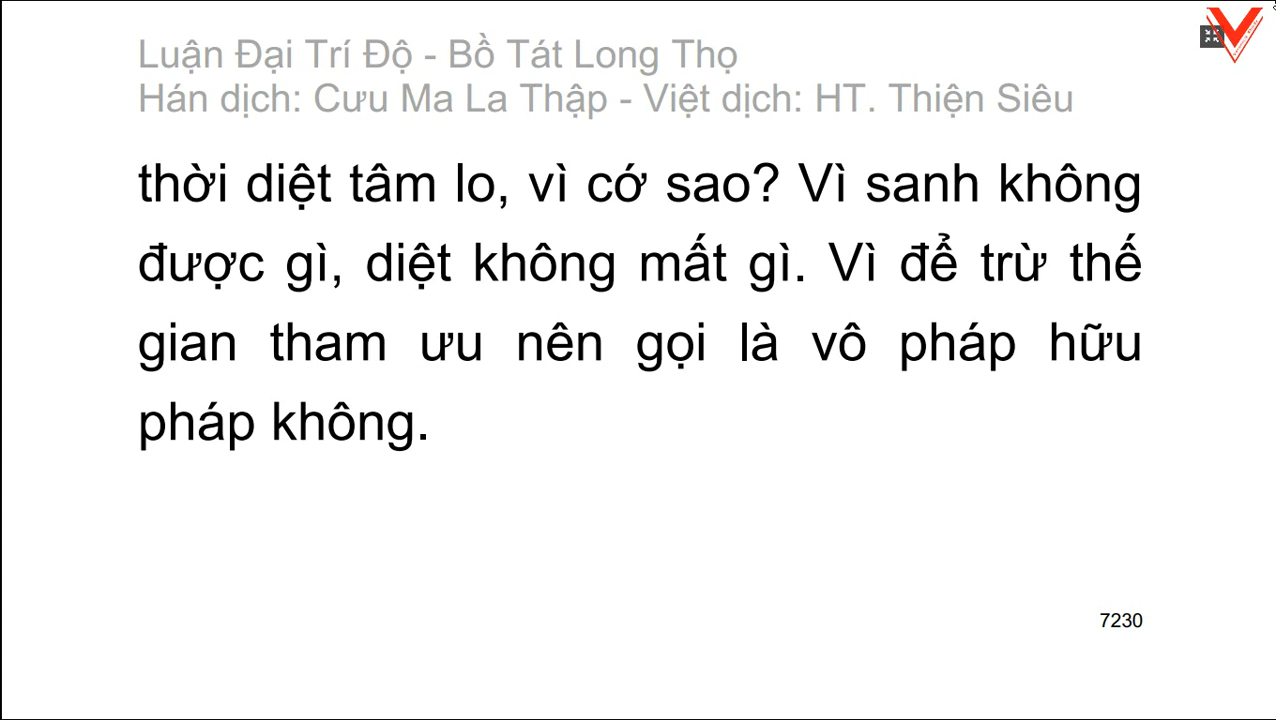 Luận Đại Trí Độ - Bồ Tát Long Thọ
Hán dịch: Cưu Ma La Thập - Việt dịch: HT. Thiện Siêu
thời diệt tâm lo, vì cớ sao? Vì sanh không
được gì, diệt không mất gì. Vì để trừ thế
gian tham ưu nên gọi là vô pháp hữu
pháp không.
7230